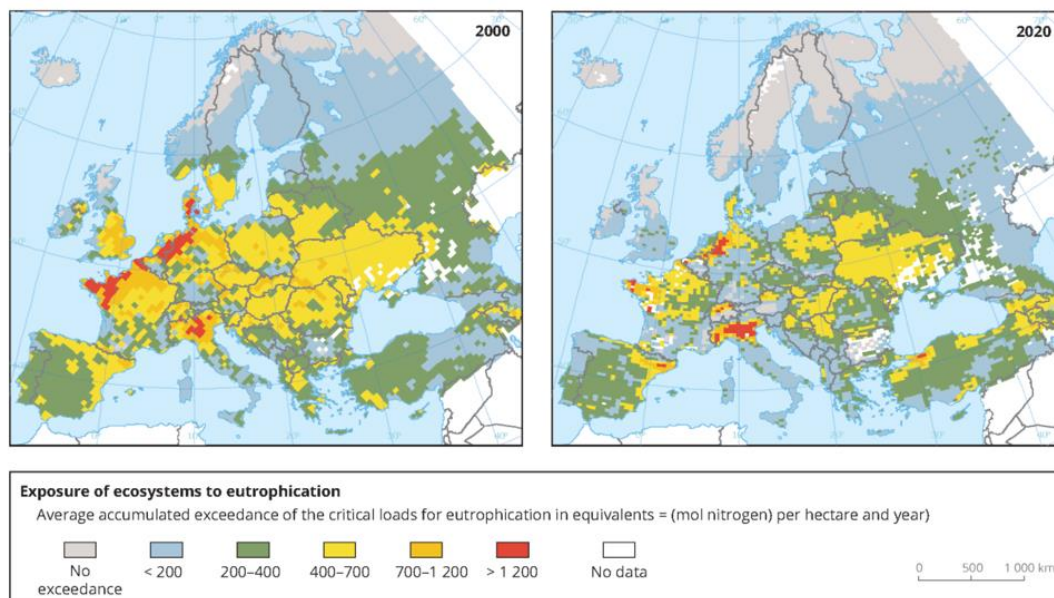 2000
2020
Exposure of ecosystems to eutrophication
Average accumulated exceedance of the critical loads for eutrophication in equivalents = (mol nitrogen) per hectare and year)
No exceedance
< 200
200–400
400–700
700–1 200
> 1 200
No data
0 500 1 000 km